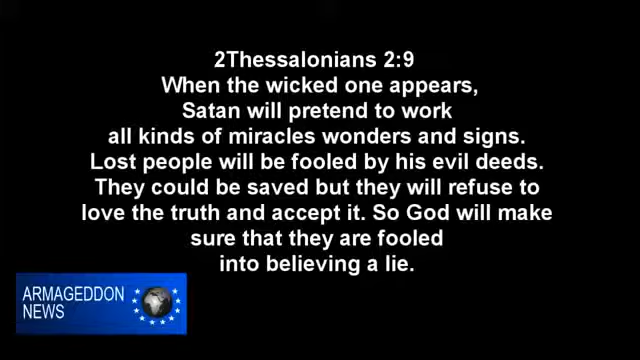 2Thessalonians 2:9
When the wicked one appears,
Satan will pretend to work
all kinds of miracles wonders and signs.
Lost people will be fooled by his evil deeds.
They could be saved but they will refuse to
love the truth and accept it. So God will make
sure that they are fooled
into believing a lie.
ARMAGEDDON
NEWS